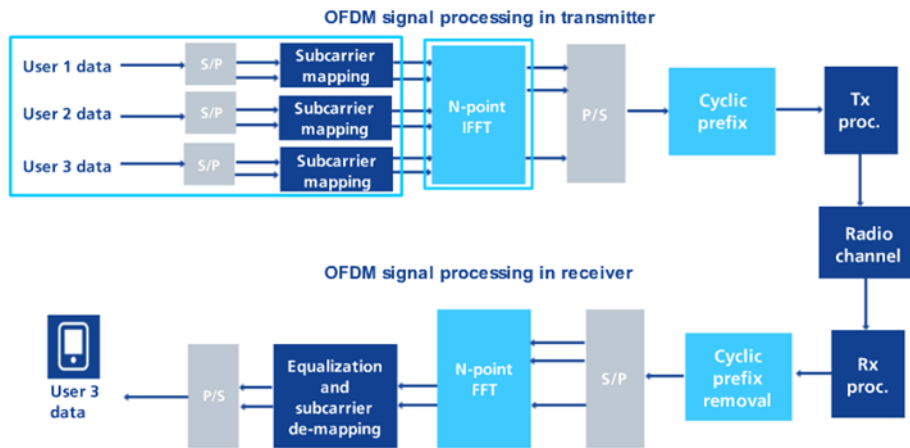 OFDM signal processing in transmitter
User 1 data
S/P
Subcarrier
mapping
User 2 data
S/P
Subcarrier
mapping
User 3 data
S/P
Subcarrier
mapping
N-point
IFFT
P/S
Cyclic
prefix
Tx
proc.
Radio
channel
OFDM signal processing in receiver
User 3
data
P/S
Equalization
and
subcarrier
de-mapping
N-point
FFT
S/P
Cyclic
prefix
removal
Rx
proc.